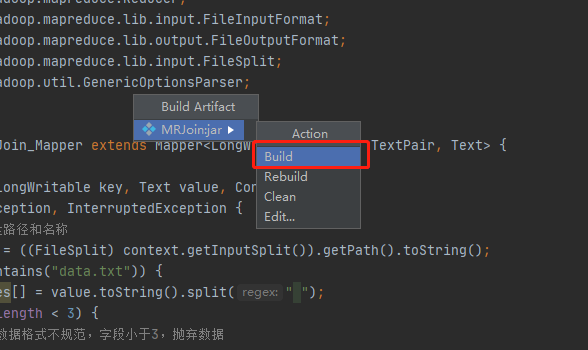 adoop.mapreduce.Reducer;
adoop.mapreduce.lib.input.FileInputFormat;
adoop.mapreduce.lib.output.FileOutputFormat;
adoop.mapreduce.lib.input.FileSplit;
adoop.util.GenericOptionsParser;
Build Artifact
MRJoin:jar
Action
Build
Rebuild
Clean
Edit...
Join_Mapper extends Mapper<LongW TextPair, Text> {
LongWritable key, Text value, Con
ception, InterruptedException {
路径和名称
= ((FileSplit) context.getInputSplit()).getPath().toString();
ntains("data.txt")) {
es[] = value.toString().split( regex: " ");
length < 3) {
数据格式不规范，字段小于3，抛弃数据